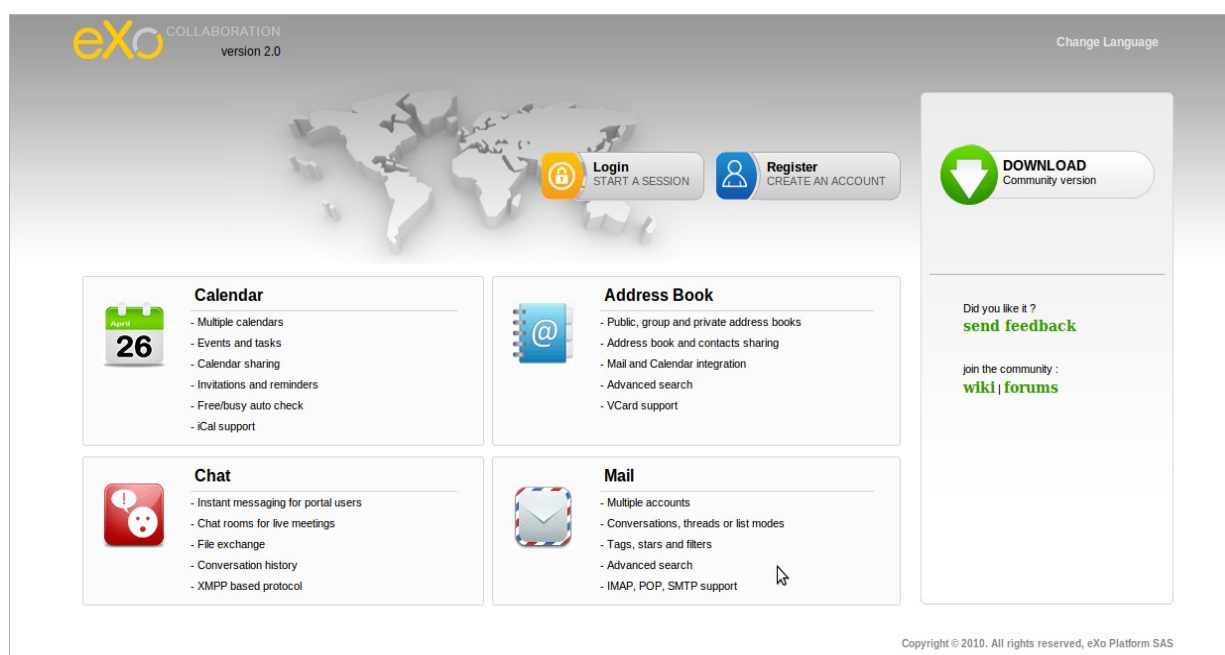 eXo COLLABORATION
version 2.0
Change Language
Login
START A SESSION
Register
CREATE AN ACCOUNT
DOWNLOAD
Community version
Calendar
April
26
- Multiple calendars
- Events and tasks
- Calendar sharing
- Invitations and reminders
- Free/busy auto check
- iCal support
Address Book
@
- Public, group and private address books
- Address book and contacts sharing
- Mail and Calendar integration
- Advanced search
- VCard support
Did you like it ?
send feedback
join the community :
wiki | forums
Chat
!
- Instant messaging for portal users
- Chat rooms for live meetings
- File exchange
- Conversation history
- XMPP based protocol
Mail
- Multiple accounts
- Conversations, threads or list modes
- Tags, stars and filters
- Advanced search
- IMAP, POP, SMTP support
Copyright © 2010. All rights reserved, eXo Platform SAS